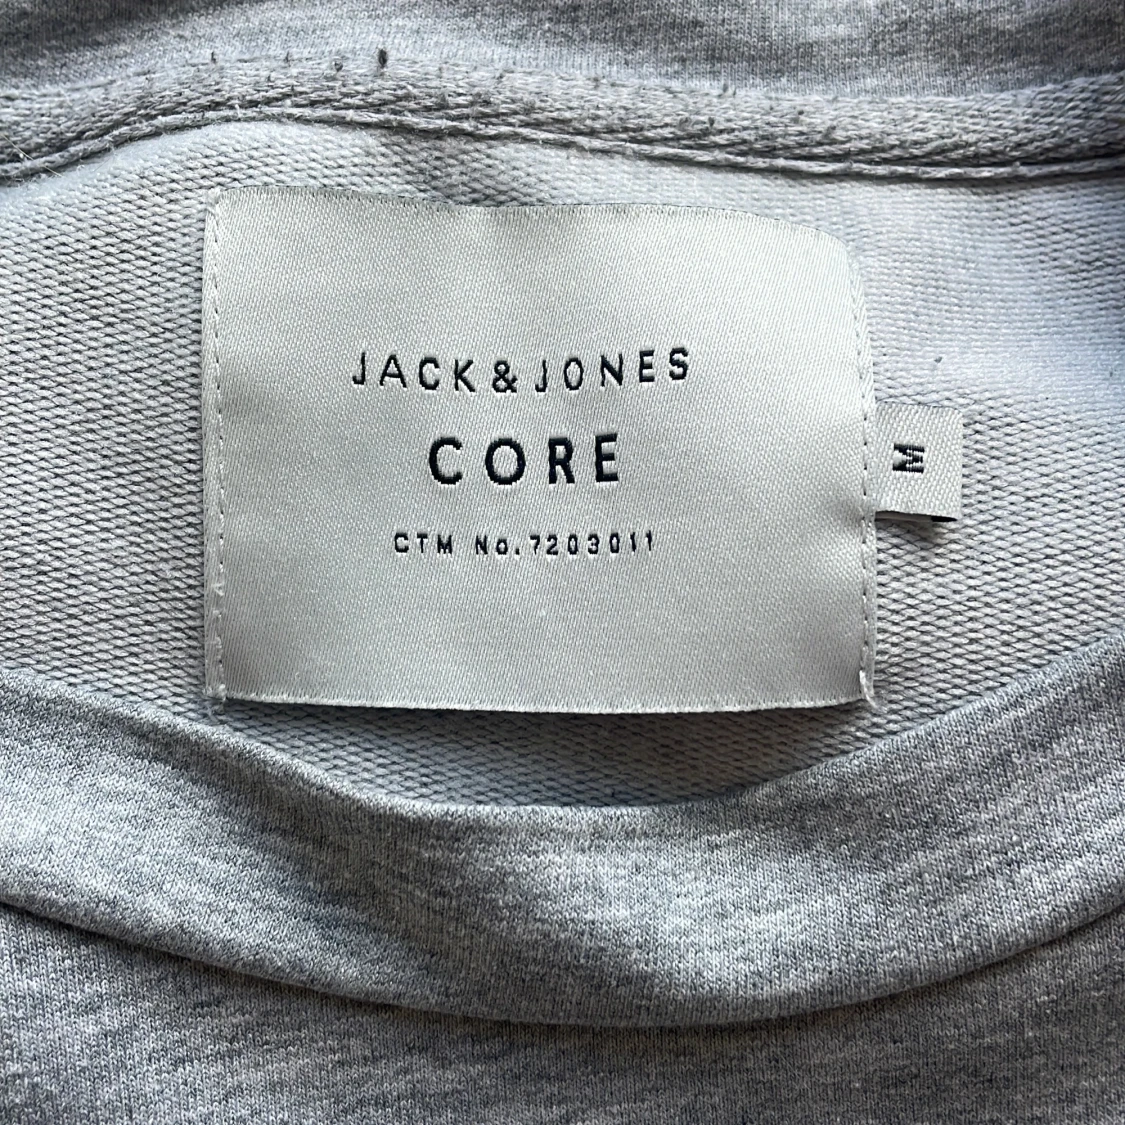 JACK&JONES
CORE
CTM No.7203011
M